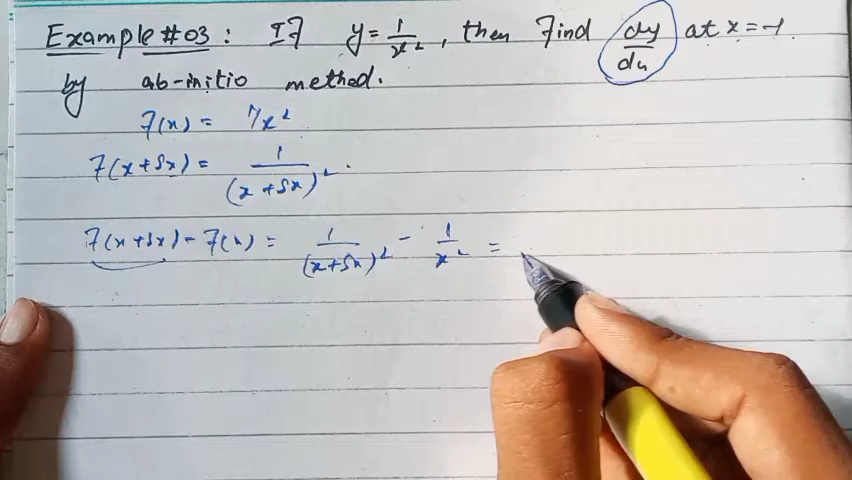 Example #03: If y = 1/x², then Find dy/dx at x = -1
by ab-initio method.
f(x) = 1/x²
f(x+δx) = 1/(x+δx)².
f(x+δx) - f(x) = 1/(x+δx)² - 1/x² =